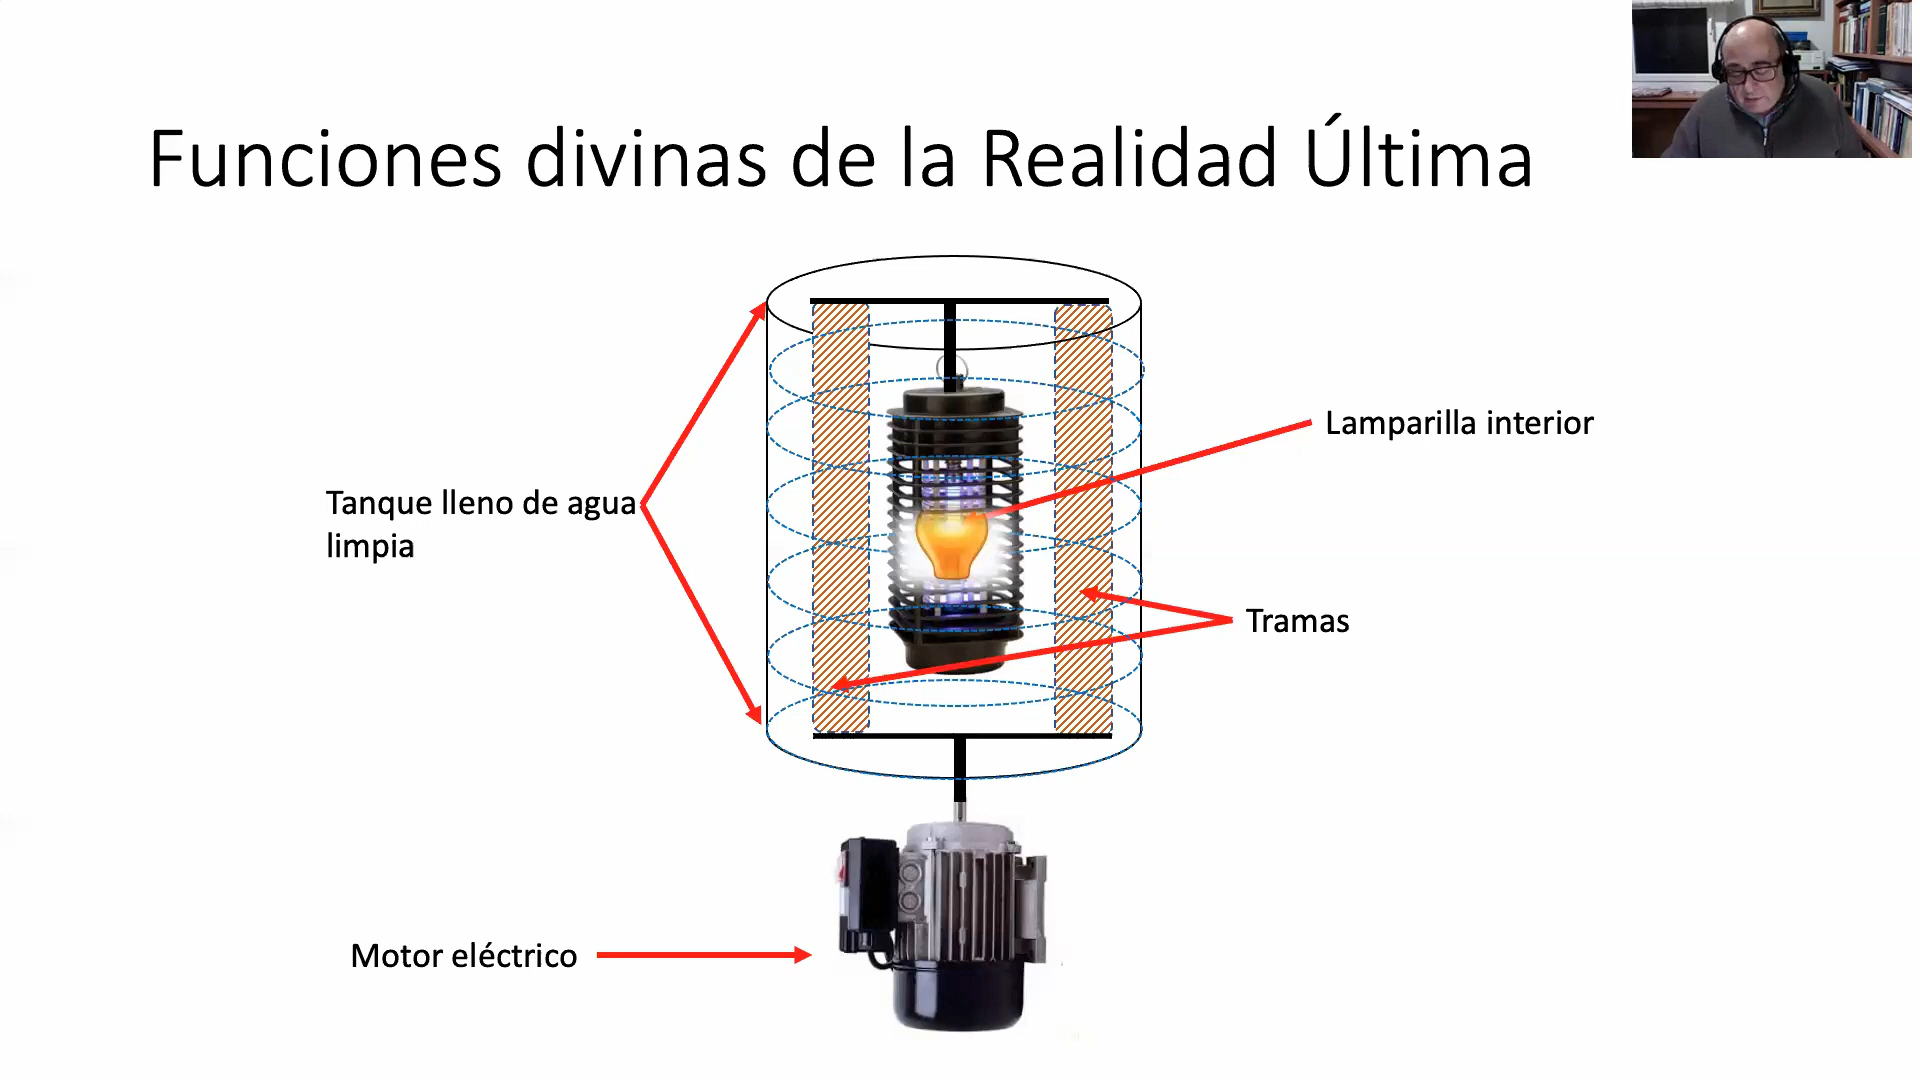 Funciones divinas de la Realidad Última
Lamparilla interior
Tanque lleno de agua
limpia
Tramas
Motor eléctrico